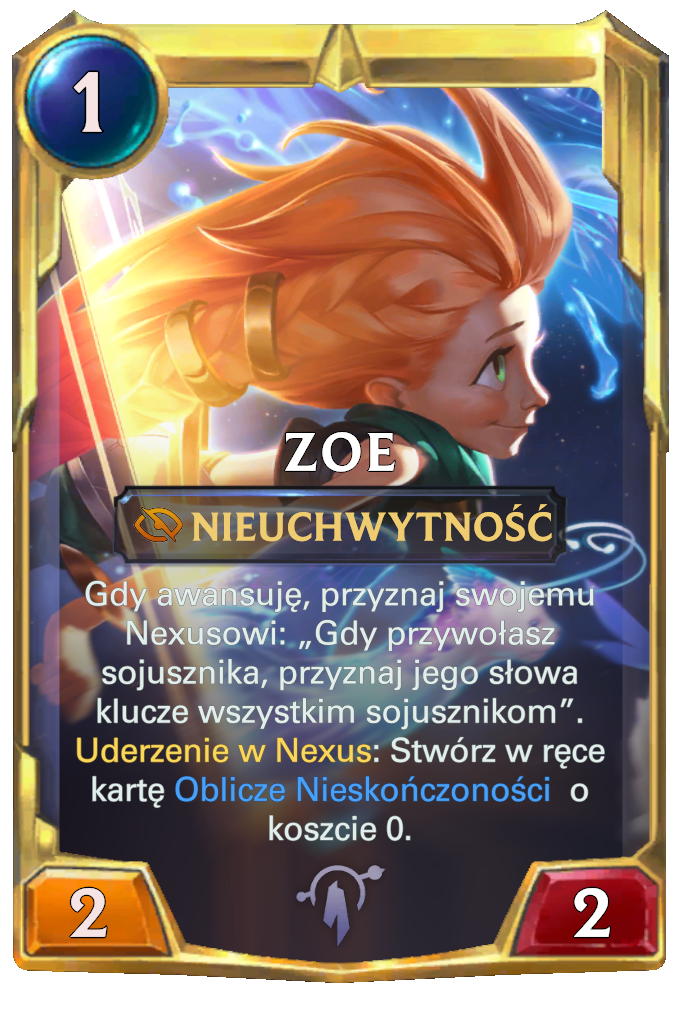 1
ZOE
NIEUCHWYTNOŚĆ
Gdy awansuję, przyznaj swojemu
Nexusowi: „Gdy przywołasz
sojusznika, przyznaj jego słowa
klucze wszystkim sojusznikom”.
Uderzenie w Nexus: Stwórz w ręce
kartę Oblicze Nieskończoności o
koszcie 0.
2
2